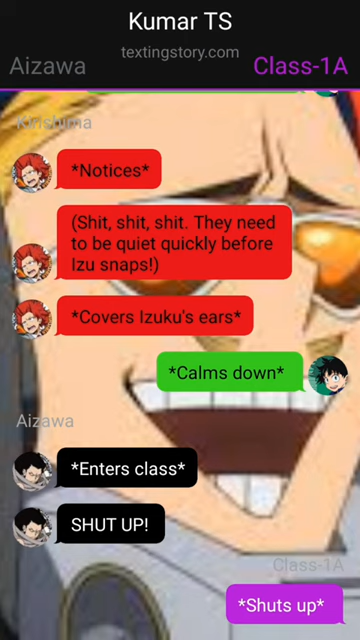 Kumar TS
textingstory.com
Aizawa
Class-1A
Kirishima
*Notices*
(Shit, shit, shit. They need
to be quiet quickly before
Izu snaps!)
*Covers Izuku's ears*
*Calms down*
Aizawa
*Enters class*
SHUT UP!
Class-1A
*Shuts up*